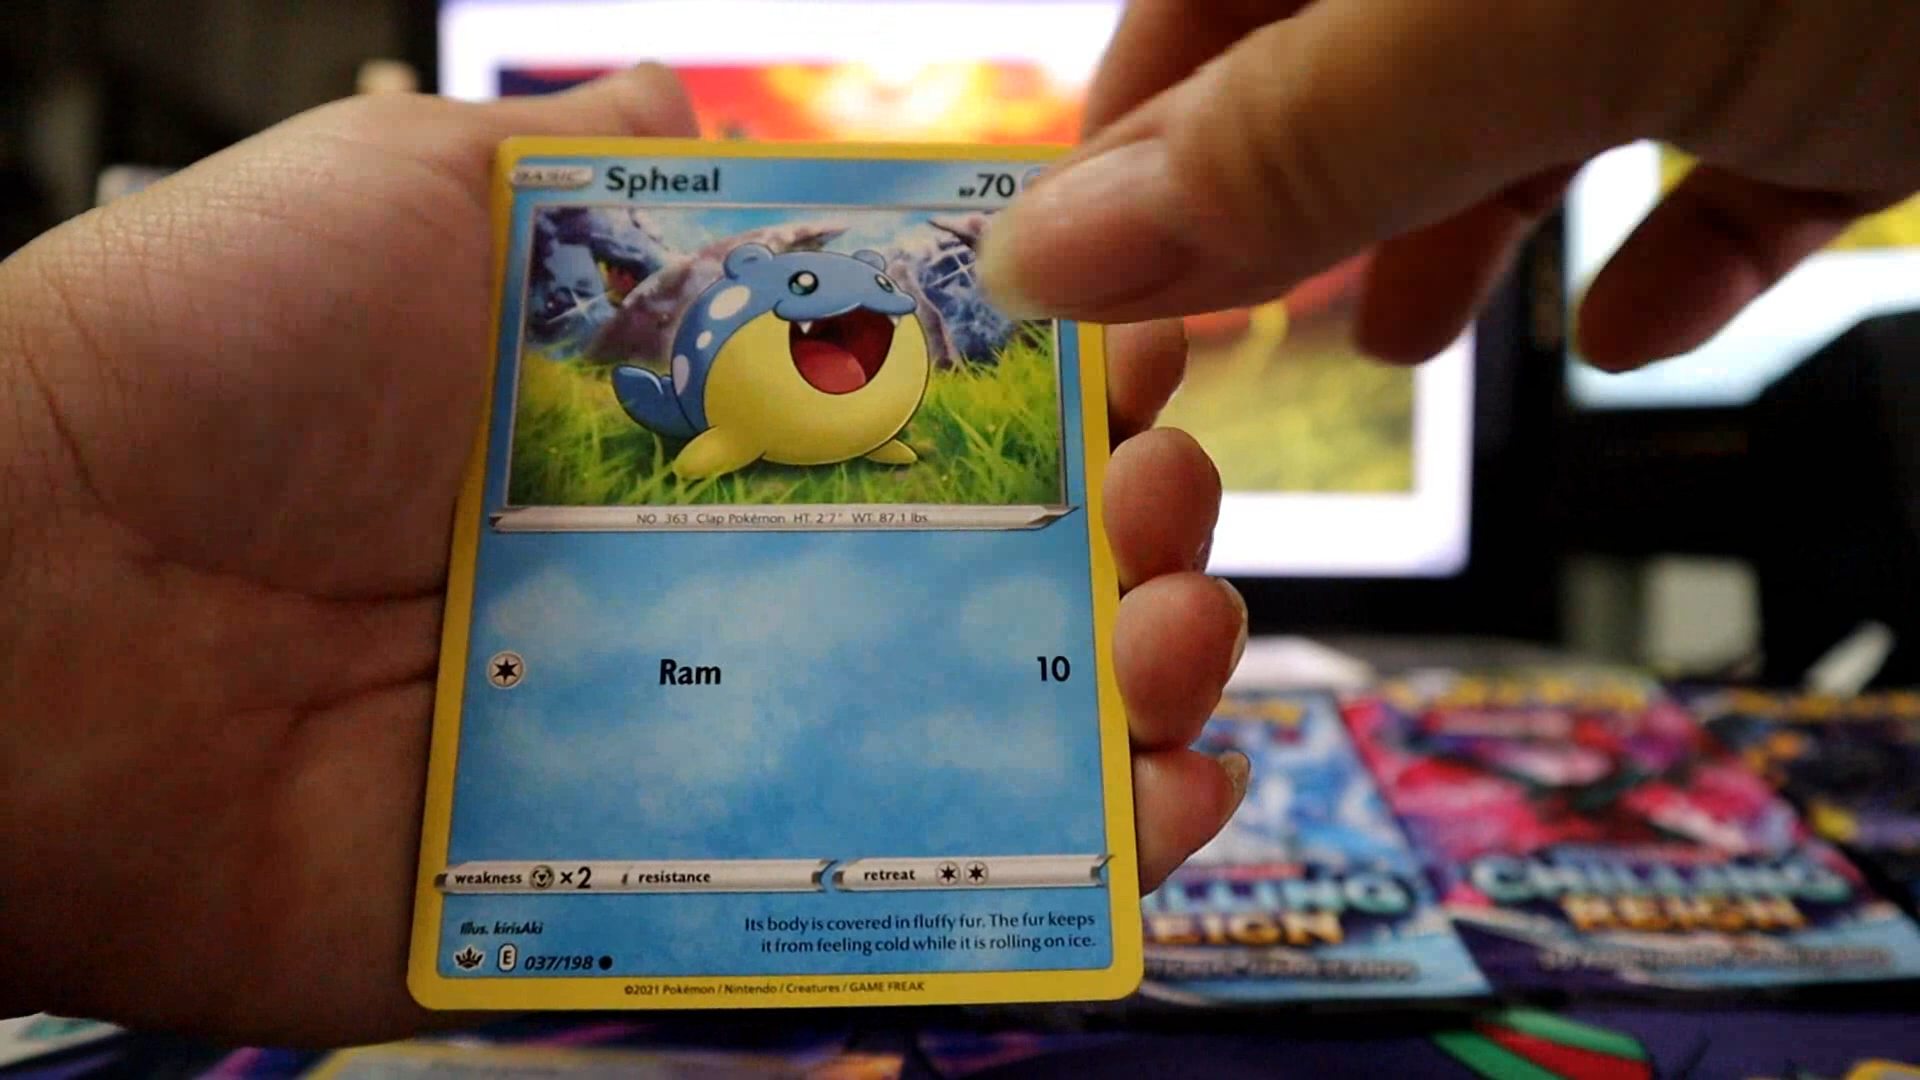 BASIC Spheal HP70
NO. 363 Clap Pokémon HT. 2'7" WT. 87.1 lbs.
Ram 10
weakness ×2 resistance retreat
Illus. kirisAki
Its body is covered in fluffy fur. The fur keeps
it from feeling cold while it is rolling on ice.
E 037/198
©2021 Pokémon / Nintendo / Creatures / GAME FREAK
CHILLING
REIGN